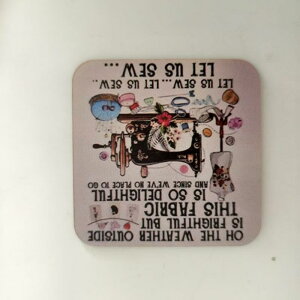 OH THE WEATHER OUTSIDE
IS FRIGHTFUL BUT
THIS FABRIC
IS SO DELIGHTFUL
AND SINCE WE'VE NO PLACE TO GO
LET US SEW... LET US SEW..
LET US SEW ...